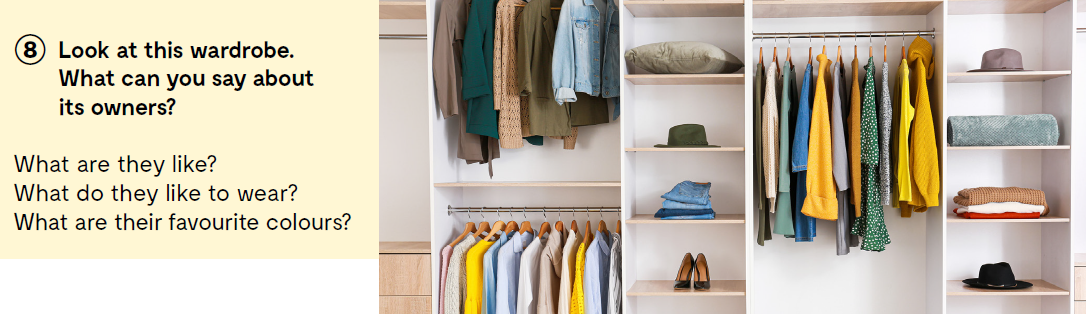 8 Look at this wardrobe.
What can you say about
its owners?
What are they like?
What do they like to wear?
What are their favourite colours?